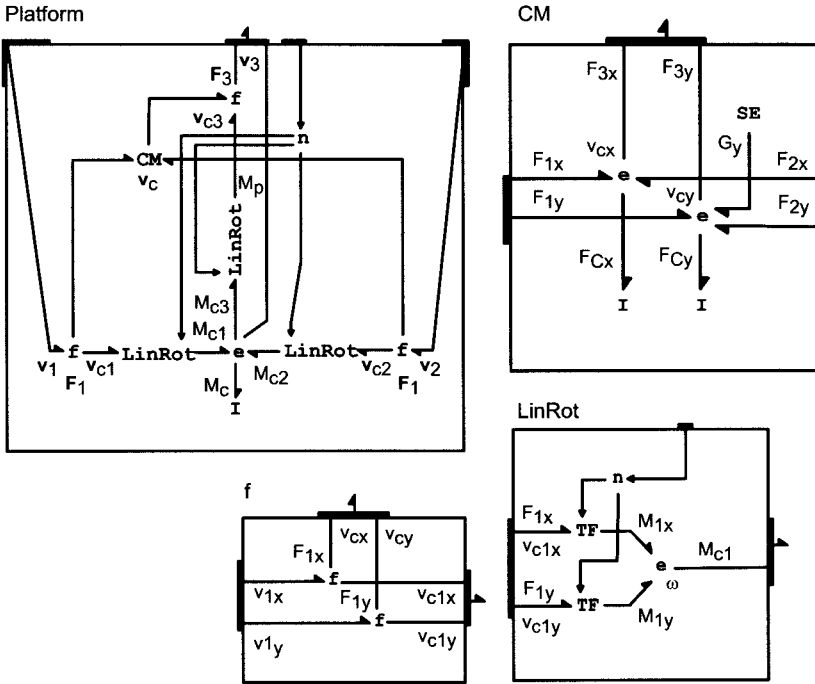 Platform
CM
F3
v3
f
vc3
n
CM
vc
Mp
LinRot
Mc3
Mc1
f
LinRot
e
LinRot
f
v1
vc1
F1
Mc
Mc2
vc2
F1
v2
I
F3x
F3y
SE
Gy
F1x
vcx
F2x
e
F1y
vcy
F2y
e
FCx
FCy
I
I
LinRot
f
vcx
vcy
F1x
f
v1x
F1y
vc1x
f
v1y
vc1y
n
F1x
TF
M1x
vc1x
Mc1
e
ω
F1y
TF
vc1y
M1y